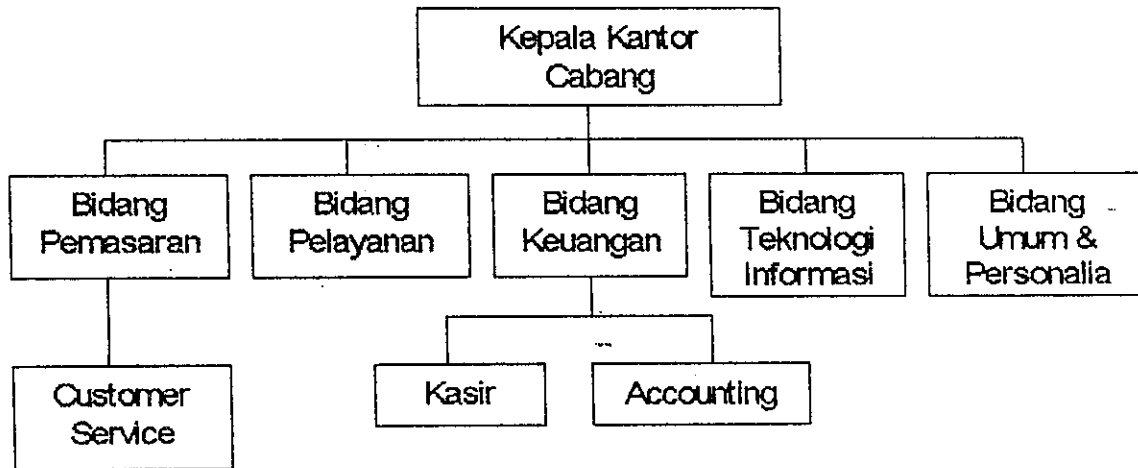 Kepala Kantor
Cabang
Bidang
Pemasaran
Bidang
Pelayanan
Bidang
Keuangan
Bidang
Teknologi
Informasi
Bidang
Umum &
Personalia
Customer
Service
Kasir
Accounting